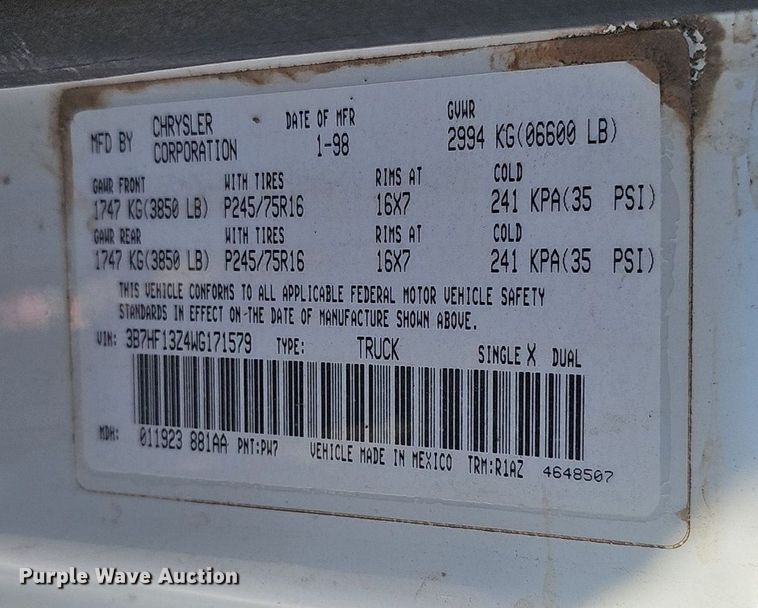 MFD BY CHRYSLER CORPORATION DATE OF MFR 1-98 GVWR 2994 KG(06600 LB)
GAWR FRONT WITH TIRES RIMS AT COLD
1747 KG(3850 LB) P245/75R16 16X7 241 KPA(35 PSI)
GAWR REAR WITH TIRES RIMS AT COLD
1747 KG(3850 LB) P245/75R16 16X7 241 KPA(35 PSI)
THIS VEHICLE CONFORMS TO ALL APPLICABLE FEDERAL MOTOR VEHICLE SAFETY
STANDARDS IN EFFECT ON THE DATE OF MANUFACTURE SHOWN ABOVE.
VIN: 3B7HF13Z4WG171579 TYPE: TRUCK SINGLE X DUAL
MDH: 011923 881AA PNT:PW7 VEHICLE MADE IN MEXICO TRM:R1AZ 4648507
Purple Wave Auction